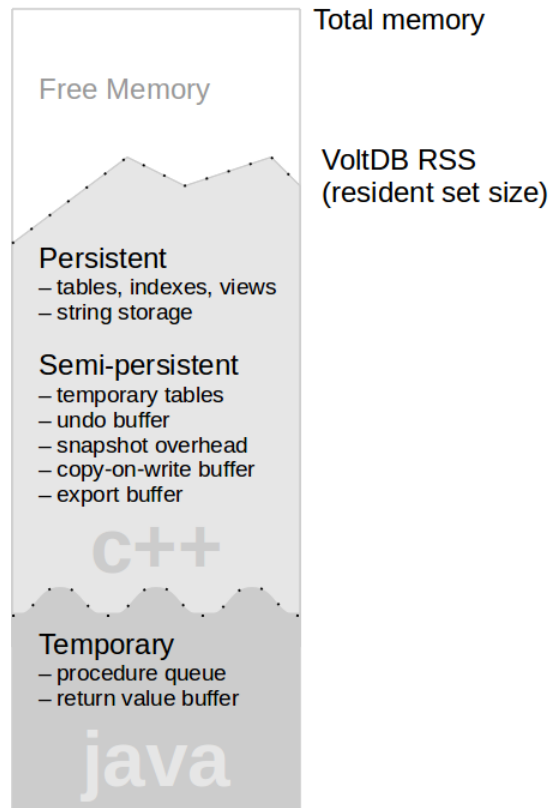 Total memory
Free Memory
VoltDB RSS
(resident set size)
Persistent
– tables, indexes, views
– string storage
Semi-persistent
– temporary tables
– undo buffer
– snapshot overhead
– copy-on-write buffer
– export buffer
c++
Temporary
– procedure queue
– return value buffer
java